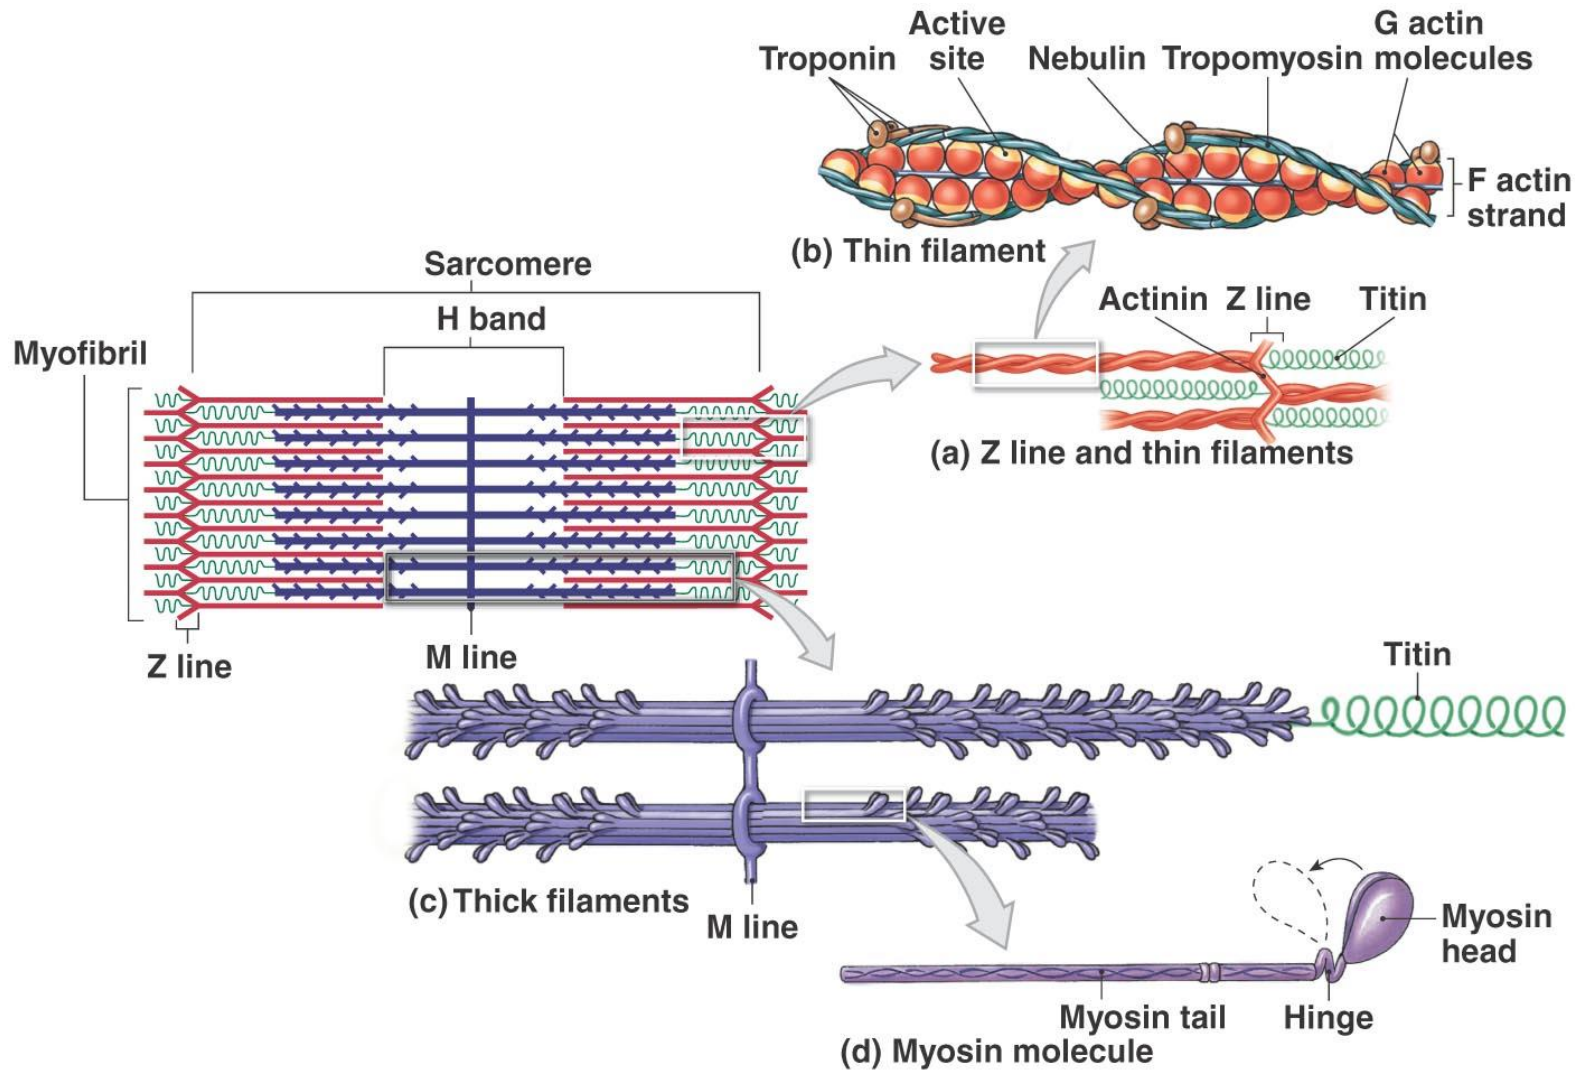 Troponin
Active
site
Nebulin
Tropomyosin
G actin
molecules
F actin
strand
(b) Thin filament
Sarcomere
H band
Myofibril
Z line
M line
Actinin
Z line
Titin
(a) Z line and thin filaments
Titin
(c) Thick filaments
M line
Myosin
head
Myosin tail
Hinge
(d) Myosin molecule